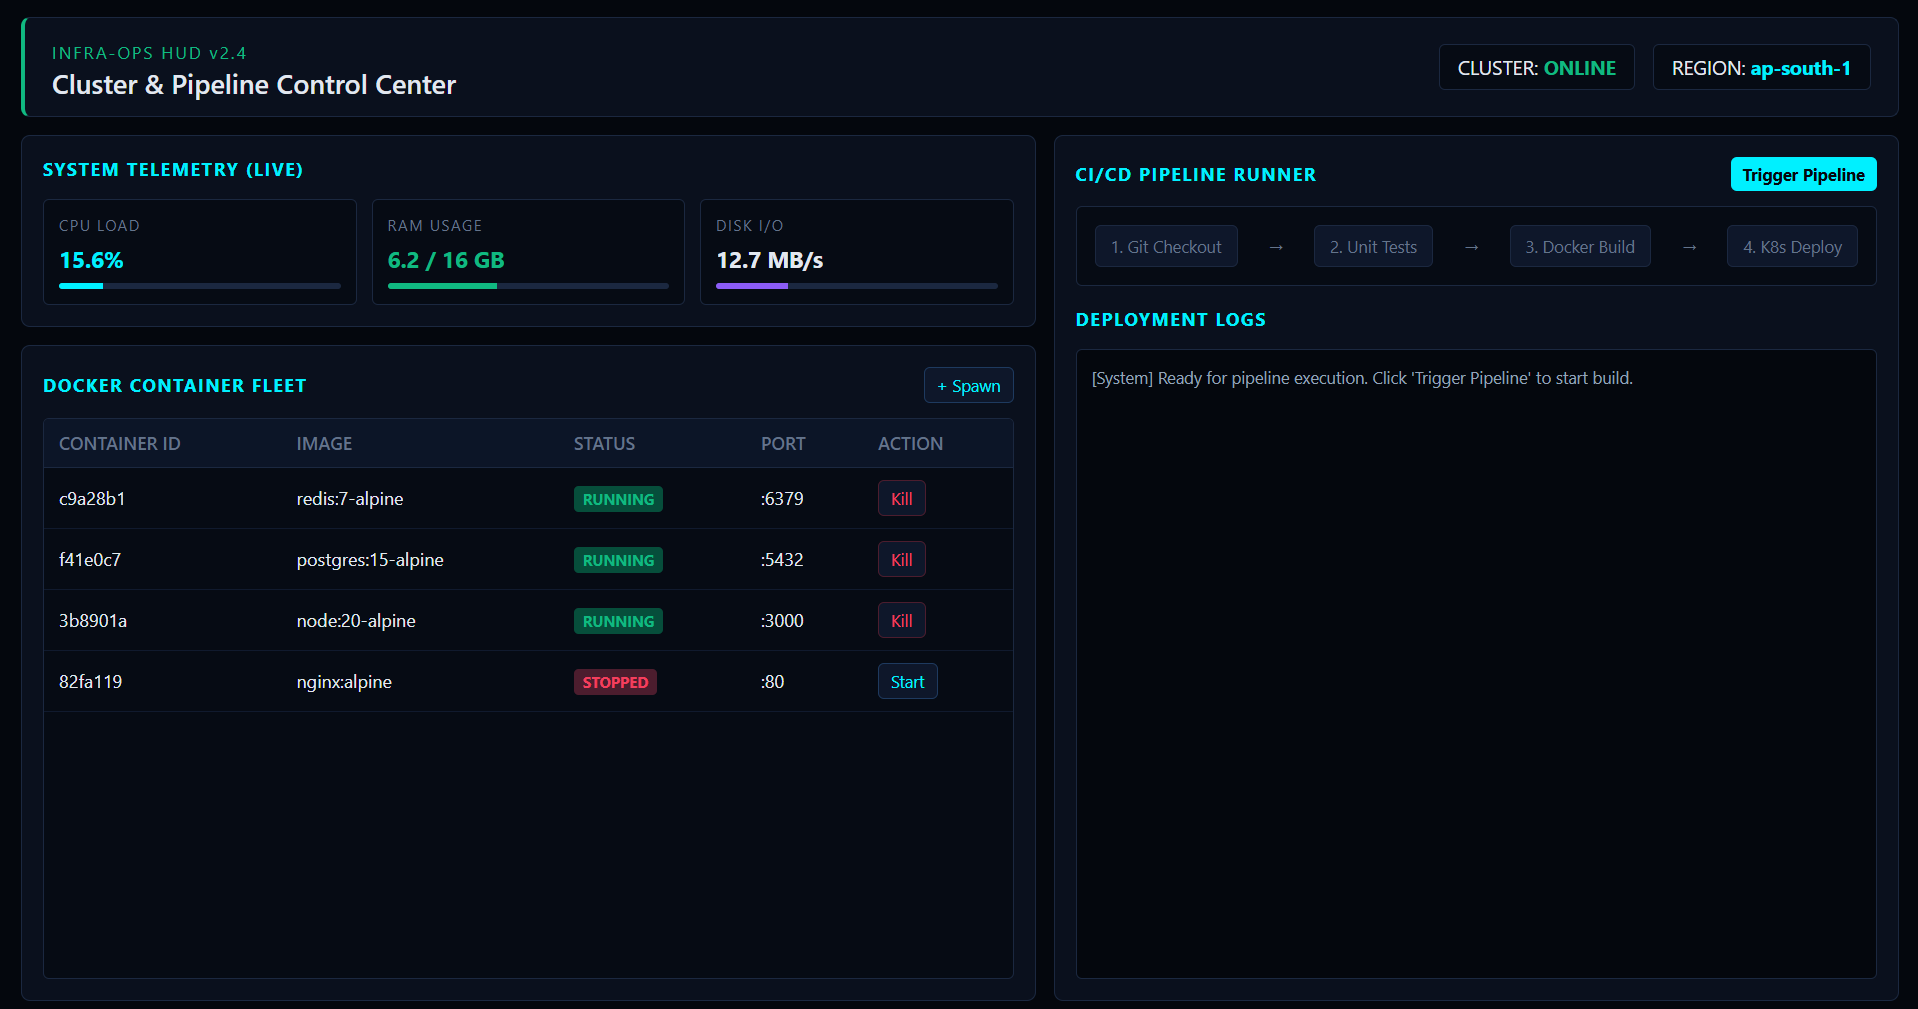 INFRA-OPS HUD v2.4
Cluster & Pipeline Control Center
CLUSTER: ONLINE
REGION: ap-south-1
SYSTEM TELEMETRY (LIVE)
CPU LOAD
15.6%
RAM USAGE
6.2 / 16 GB
DISK I/O
12.7 MB/s
DOCKER CONTAINER FLEET
+ Spawn
CONTAINER ID IMAGE STATUS PORT ACTION
c9a28b1 redis:7-alpine RUNNING :6379 Kill
f41e0c7 postgres:15-alpine RUNNING :5432 Kill
3b8901a node:20-alpine RUNNING :3000 Kill
82fa119 nginx:alpine STOPPED :80 Start
CI/CD PIPELINE RUNNER
Trigger Pipeline
1. Git Checkout → 2. Unit Tests → 3. Docker Build → 4. K8s Deploy
DEPLOYMENT LOGS
[System] Ready for pipeline execution. Click 'Trigger Pipeline' to start build.